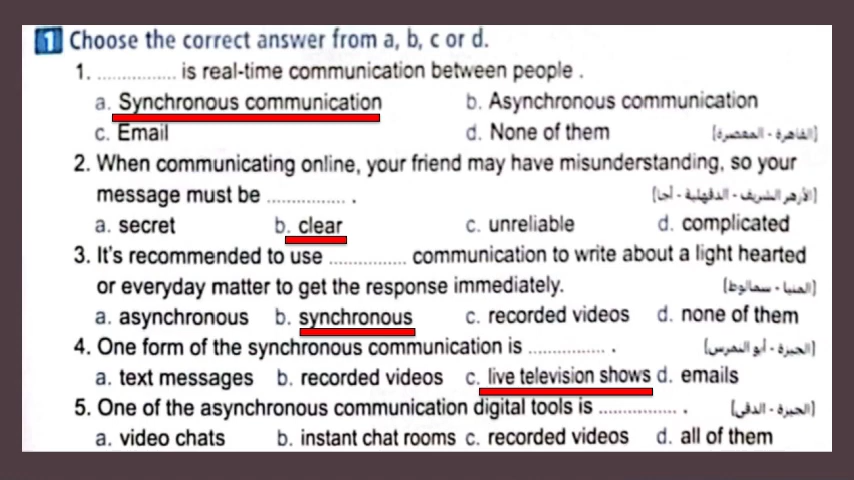 1 Choose the correct answer from a, b, c or d.
1. .............. is real-time communication between people .
a. Synchronous communication b. Asynchronous communication
c. Email d. None of them [القاهرة - المعصرة]
2. When communicating online, your friend may have misunderstanding, so your
message must be .............. . [الأزهر الشريف - الدقهلية - أجا]
a. secret b. clear c. unreliable d. complicated
3. It's recommended to use .............. communication to write about a light hearted
or everyday matter to get the response immediately. [المنيا - سمالوط]
a. asynchronous b. synchronous c. recorded videos d. none of them
4. One form of the synchronous communication is .............. . [الجيزة - أبو النمرس]
a. text messages b. recorded videos c. live television shows d. emails
5. One of the asynchronous communication digital tools is .............. . [الجيزة - الدقى]
a. video chats b. instant chat rooms c. recorded videos d. all of them